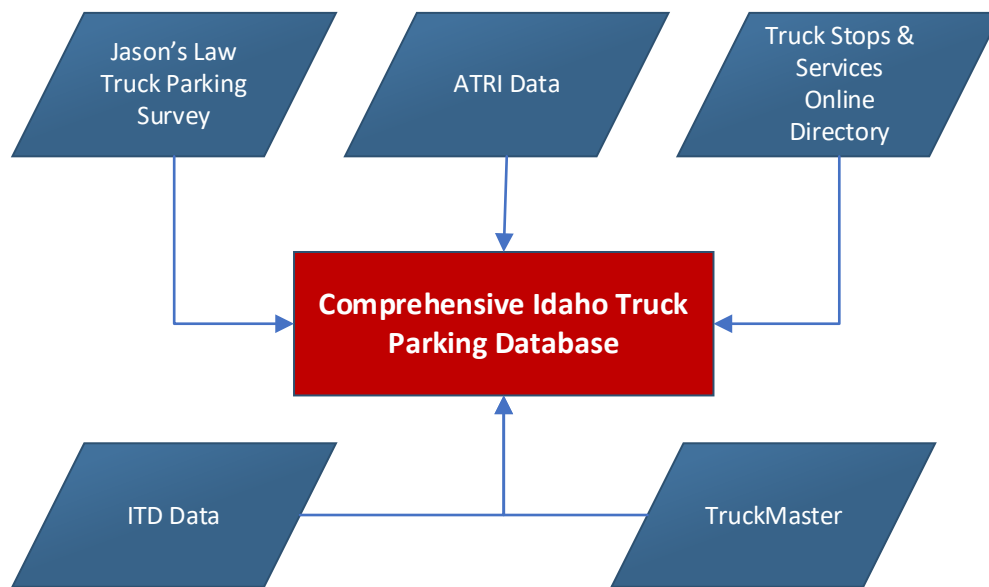 Jason’s Law
Truck Parking
Survey
ATRI Data
Truck Stops &
Services
Online
Directory
Comprehensive Idaho Truck
Parking Database
ITD Data
TruckMaster